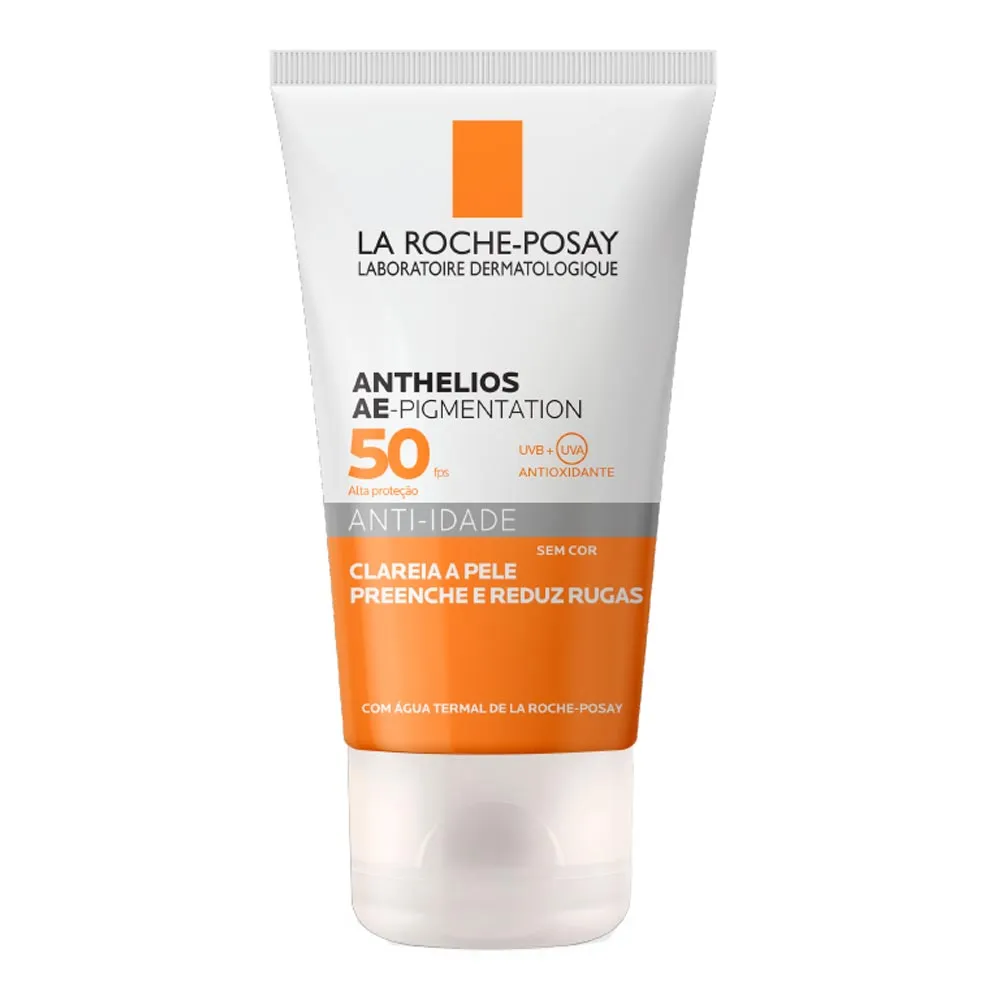 LA ROCHE-POSAY
LABORATOIRE DERMATOLOGIQUE
ANTHELIOS
AE-PIGMENTATION
50 fps
Alta proteção
UVB + UVA
ANTIOXIDANTE
ANTI-IDADE
SEM COR
CLAREIA A PELE
PREENCHE E REDUZ RUGAS
COM ÁGUA TERMAL DE LA ROCHE-POSAY